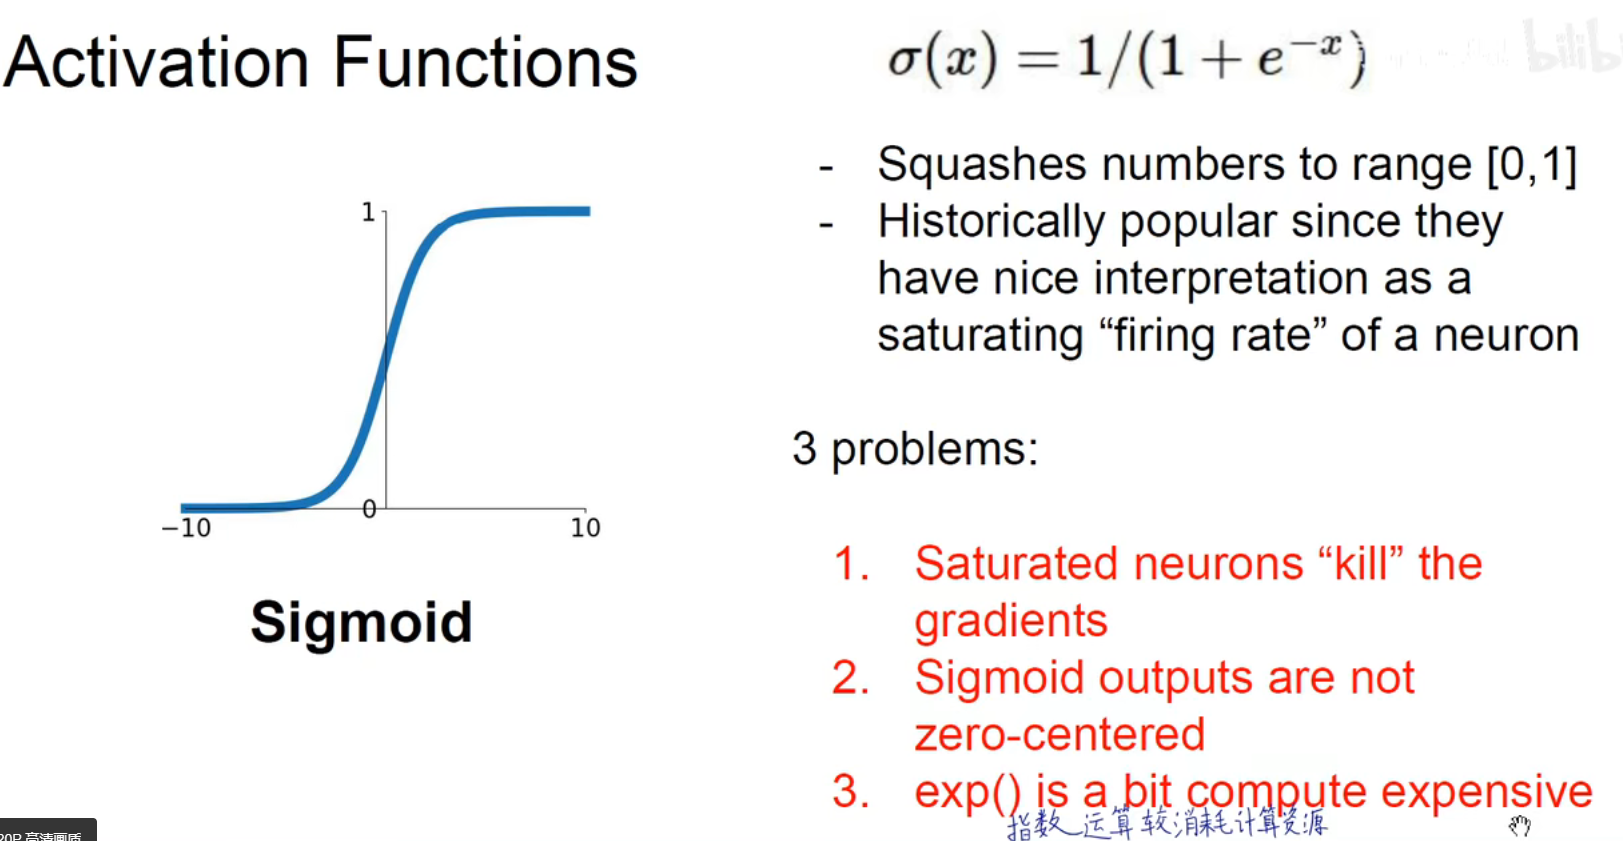 Activation Functions
σ(x) = 1/(1 + e⁻ˣ)
bilib
- Squashes numbers to range [0,1]
- Historically popular since they
have nice interpretation as a
saturating “firing rate” of a neuron
1
0
−10
10
Sigmoid
3 problems:
1. Saturated neurons “kill” the
gradients
2. Sigmoid outputs are not
zero-centered
3. exp() is a bit compute expensive
指数运算较消耗计算资源
20P 高清画质